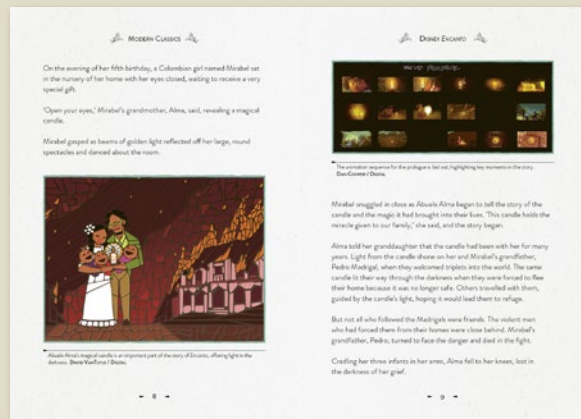 MODERN CLASSICS
On the evening of her fifth birthday, a Colombian girl named Mirabel sat
in the nursery of her home with her eyes closed, waiting to receive a very
special gift.
'Open your eyes,' Mirabel's grandmother, Alma, said, revealing a magical
candle.
Mirabel gasped as beams of golden light reflected off her large, round
spectacles and danced about the room.
Abuela Alma's magical candle is an important part of the story of Encanto, offering light in the
darkness. DAVID VANTUYLE / DIGITAL
8
DISNEY ENCANTO
The animation sequence for the prologue is laid out, highlighting key moments in the story.
DAN COOPER / DIGITAL
Mirabel snuggled in close as Abuela Alma began to tell the story of the
candle and the magic it had brought into their lives. 'This candle holds the
miracle given to our family,' she said, and the story began.
Alma told her granddaughter that the candle had been with her for many
years. Light from the candle shone on her and Mirabel's grandfather,
Pedro Madrigal, when they welcomed triplets into the world. The same
candle lit their way through the darkness when they were forced to flee
their home because it was no longer safe. Others travelled with them,
guided by the candle's light, hoping it would lead them to refuge.
But not all who followed the Madrigals were friends. The violent men
who had forced them from their homes were close behind. Mirabel's
grandfather, Pedro, turned to face the danger and died in the fight.
Cradling her three infants in her arms, Alma fell to her knees, lost in
the darkness of her grief.
9